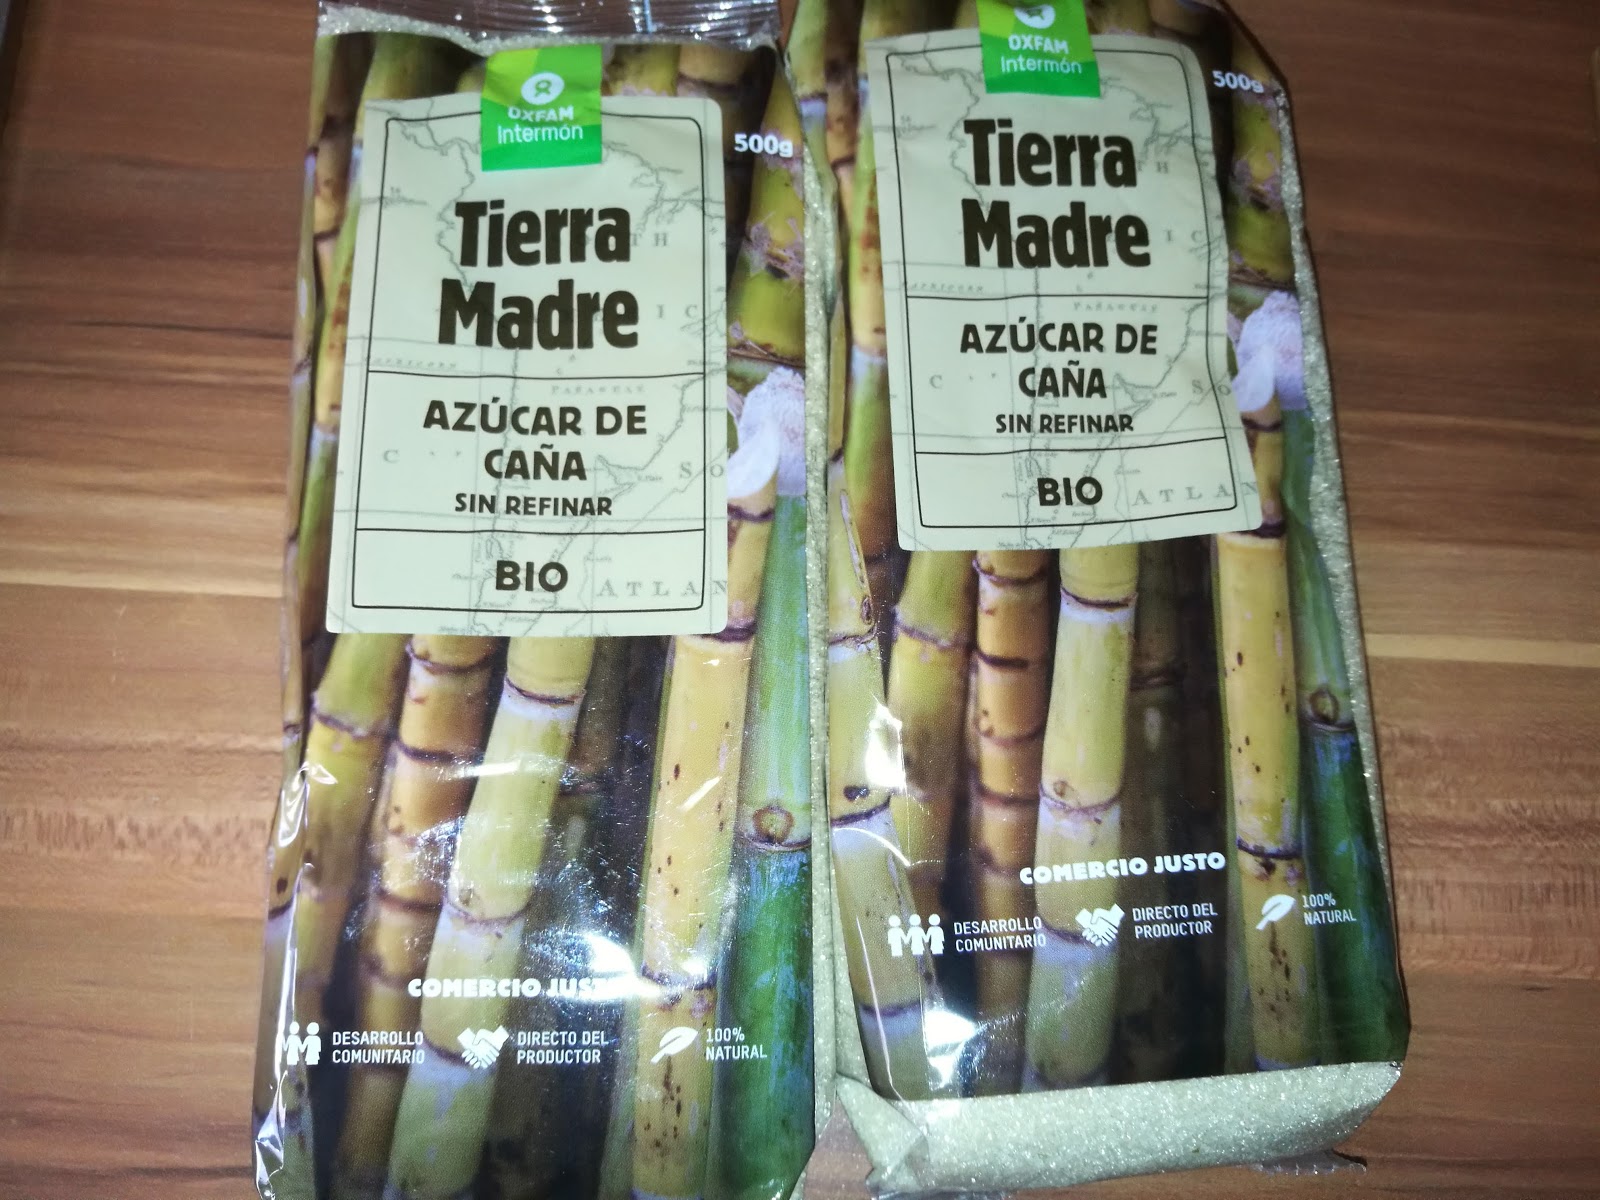 OXFAM
Intermón
500g
Tierra
Madre
AZÚCAR DE
CAÑA
SIN REFINAR
BIO
ATLAN
COMERCIO JUSTO
DESARROLLO
COMUNITARIO
DIRECTO DEL
PRODUCTOR
100%
NATURAL
OXFAM
Intermón
500g
Tierra
Madre
AZÚCAR DE
CAÑA
SIN REFINAR
BIO
ATLAN
COMERCIO JUSTO
DESARROLLO
COMUNITARIO
DIRECTO DEL
PRODUCTOR
100%
NATURAL